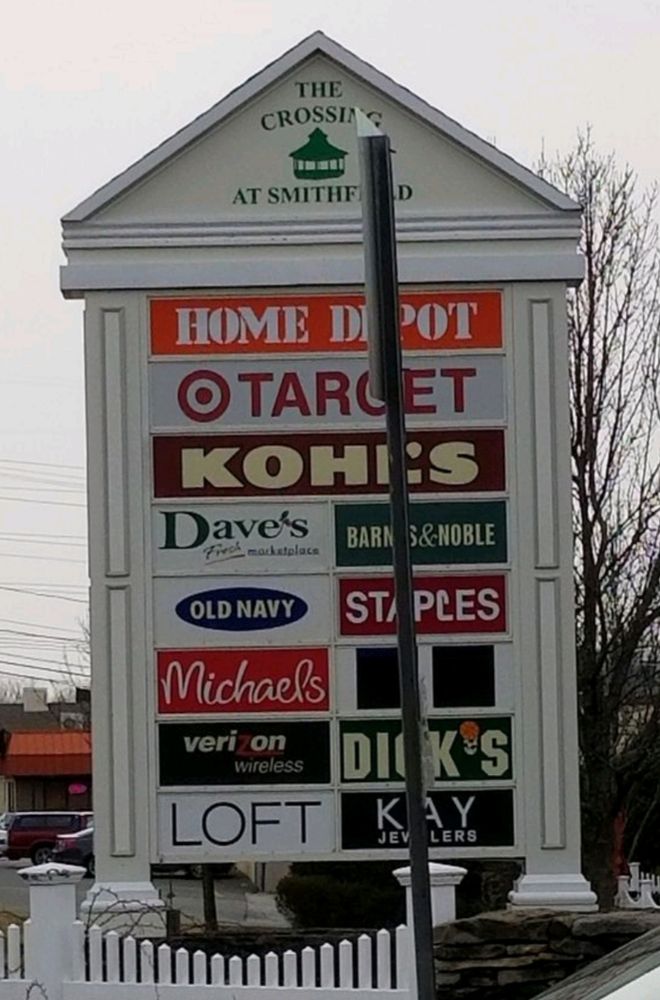 THE
CROSSING
AT SMITHFIELD
HOME DEPOT
TARGET
KOHL'S
Dave's
Fresh marketplace
BARNES & NOBLE
OLD NAVY
STAPLES
Michaels
verizon
wireless
DICK'S
LOFT
KAY
JEWELERS